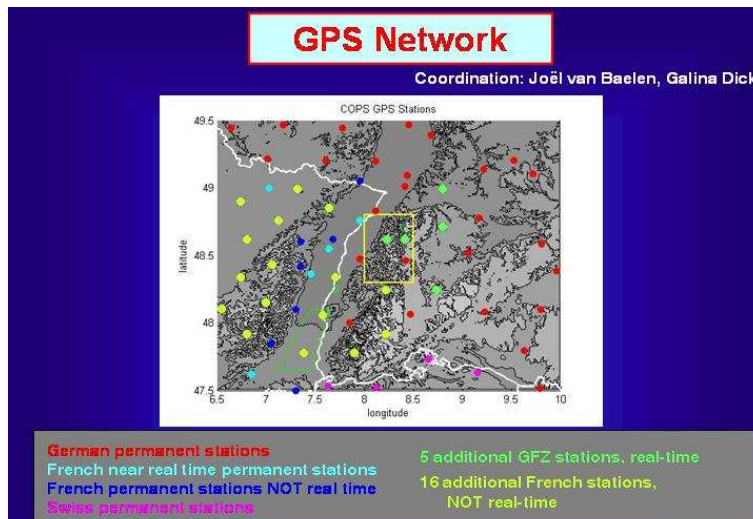 GPS Network
Coordination: Joël van Baelen, Galina Dick
COPS GPS Stations
49.5
49
48.5
48
47.5
latitude
6.5 7 7.5 8 8.5 9 9.5 10
longitude
German permanent stations
French near real time permanent stations
French permanent stations NOT real time
Swiss permanent stations
5 additional GFZ stations, real-time
16 additional French stations,
NOT real-time